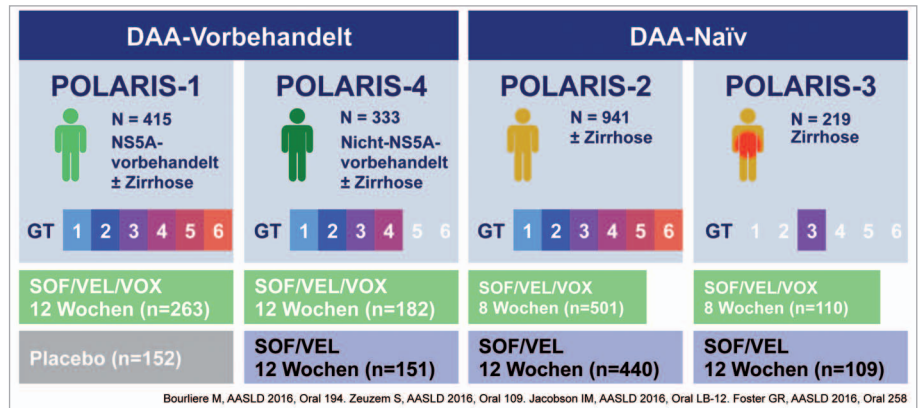 DAA-Vorbehandelt
DAA-Naïv
POLARIS-1
N = 415
NS5A-
vorbehandelt
± Zirrhose
GT 1 2 3 4 5 6
POLARIS-4
N = 333
Nicht-NS5A-
vorbehandelt
± Zirrhose
GT 1 2 3 4 5 6
POLARIS-2
N = 941
± Zirrhose
GT 1 2 3 4 5 6
POLARIS-3
N = 219
Zirrhose
GT 1 2 3 4 5 6
SOF/VEL/VOX
12 Wochen (n=263)
SOF/VEL/VOX
12 Wochen (n=182)
SOF/VEL/VOX
8 Wochen (n=501)
SOF/VEL/VOX
8 Wochen (n=110)
Placebo (n=152)
SOF/VEL
12 Wochen (n=151)
SOF/VEL
12 Wochen (n=440)
SOF/VEL
12 Wochen (n=109)
Bourliere M, AASLD 2016, Oral 194. Zeuzem S, AASLD 2016, Oral 109. Jacobson IM, AASLD 2016, Oral LB-12. Foster GR, AASLD 2016, Oral 258